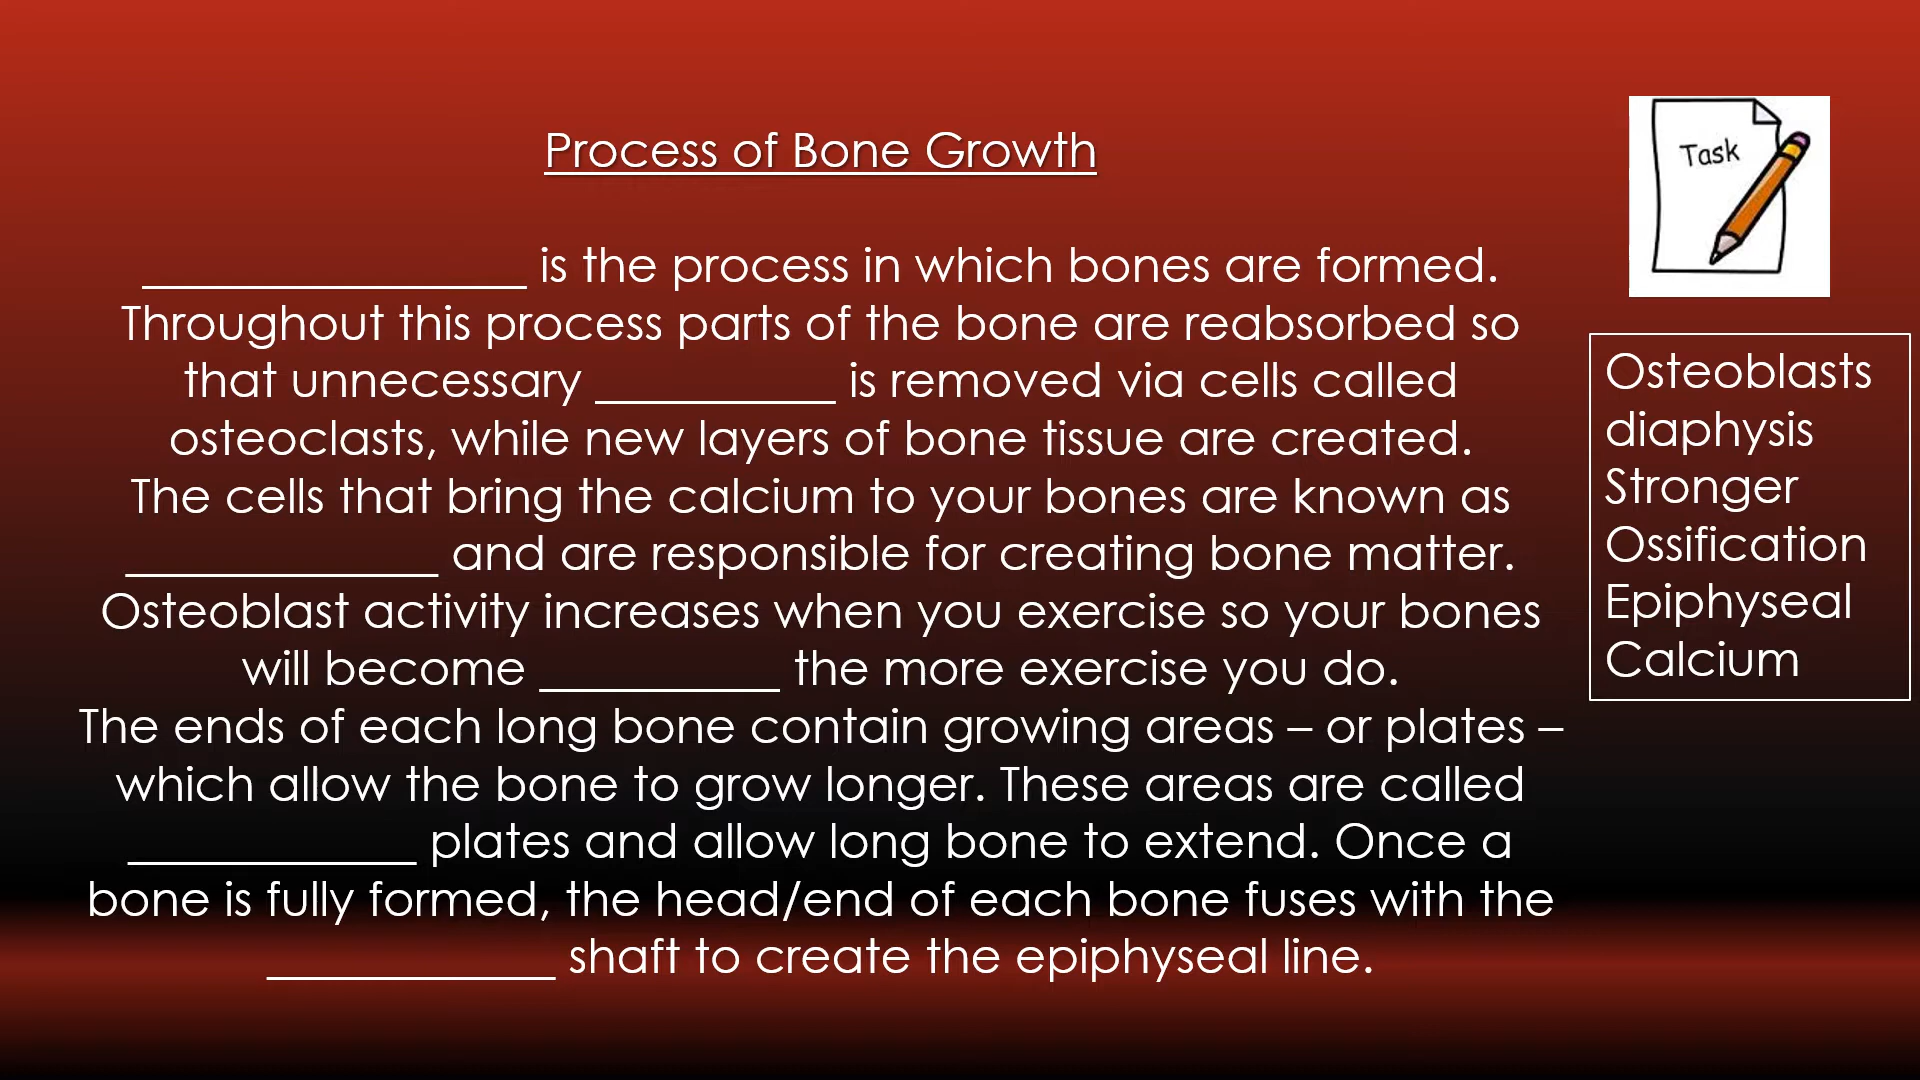 Process of Bone Growth
________________ is the process in which bones are formed.
Throughout this process parts of the bone are reabsorbed so
that unnecessary __________ is removed via cells called
osteoclasts, while new layers of bone tissue are created.
The cells that bring the calcium to your bones are known as
_____________ and are responsible for creating bone matter.
Osteoblast activity increases when you exercise so your bones
will become __________ the more exercise you do.
The ends of each long bone contain growing areas – or plates –
which allow the bone to grow longer. These areas are called
____________ plates and allow long bone to extend. Once a
bone is fully formed, the head/end of each bone fuses with the
____________ shaft to create the epiphyseal line.
Task
Osteoblasts
diaphysis
Stronger
Ossification
Epiphyseal
Calcium